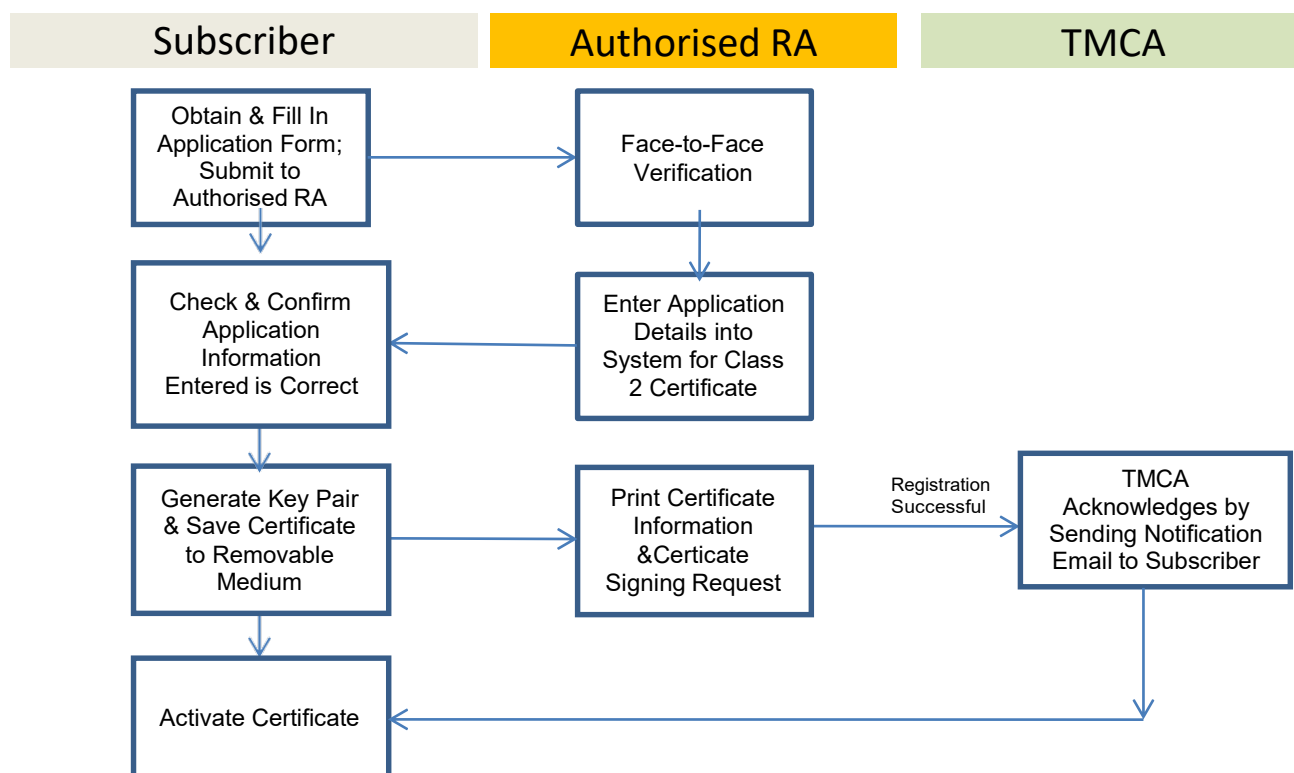 Subscriber
Authorised RA
TMCA
Obtain & Fill In
Application Form;
Submit to
Authorised RA
Face-to-Face
Verification
Check & Confirm
Application
Information
Entered is Correct
Enter Application
Details into
System for Class
2 Certificate
Generate Key Pair
& Save Certificate
to Removable
Medium
Print Certificate
Information
&Certicate
Signing Request
Registration
Successful
TMCA
Acknowledges by
Sending Notification
Email to Subscriber
Activate Certificate